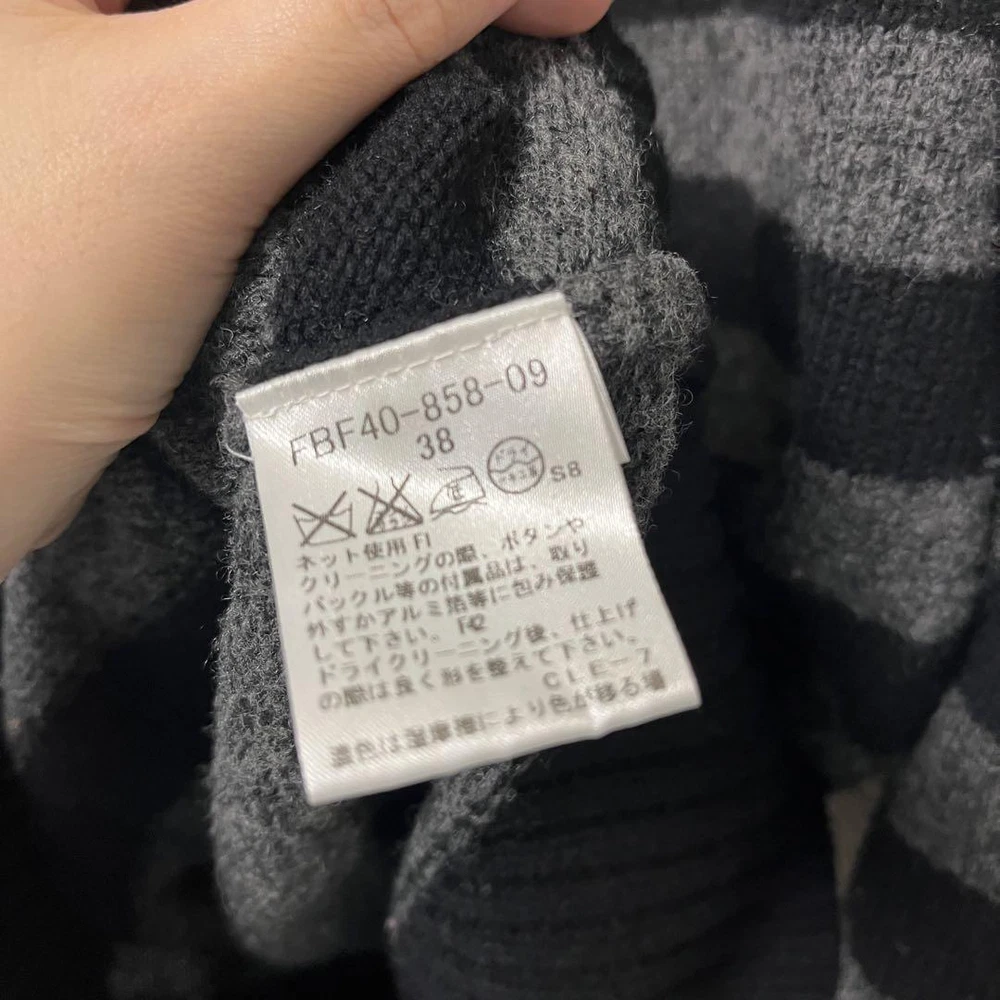 FBF40-858-09
38
ドライ
セキユ系
S8
ネット使用 FI
クリーニングの際、ボタンや
バックル等の付属品は、取り
外すかアルミ箔等に包み保護
して下さい。 F42
ドライクリーニング後、仕上げ
の際は良く形を整えて下さい。
CLE-7
濃色は湿摩擦により色が移る場